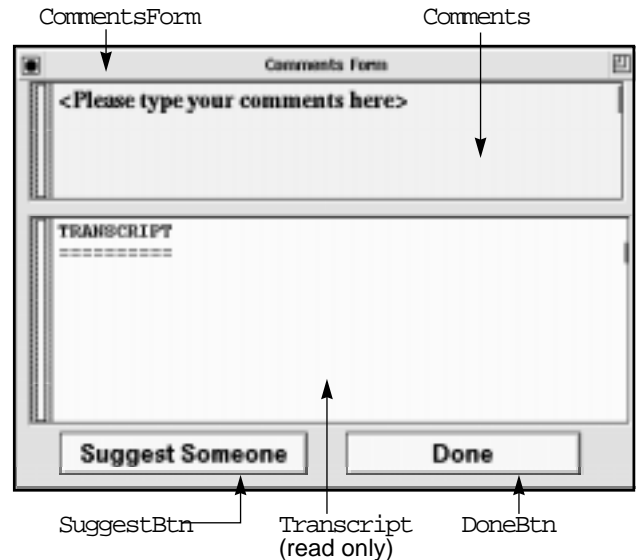 CommentsForm Comments
Comments Form
<Please type your comments here>
TRANSCRIPT
==========
Suggest Someone Done
SuggestBtn Transcript DoneBtn
(read only)